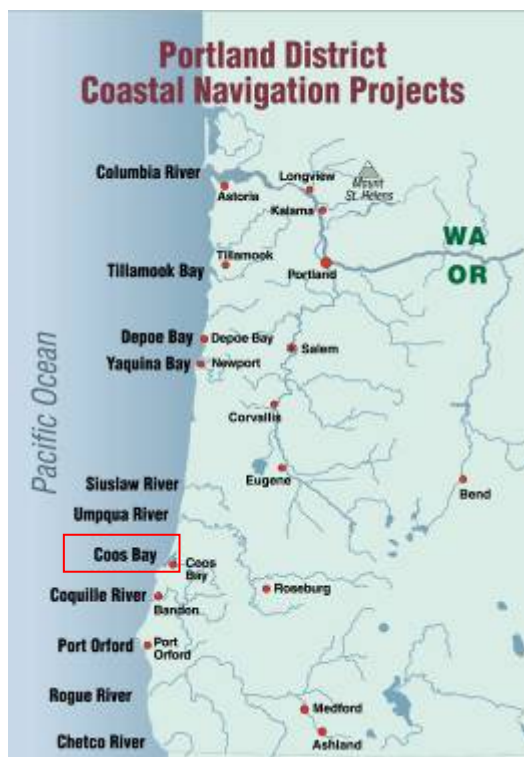 Portland District
Coastal Navigation Projects
Columbia River
Longview
Mount
St. Helens
Astoria
Kalama
WA
Tillamook
Tillamook Bay
Portland
OR
Depoe Bay
Depoe Bay
Salem
Yaquina Bay
Newport
Pacific Ocean
Corvallis
Siuslaw River
Eugene
Bend
Umpqua River
Coos Bay
Coos
Bay
Coquille River
Roseburg
Bandon
Port Orford
Port
Orford
Rogue River
Medford
Chetco River
Ashland